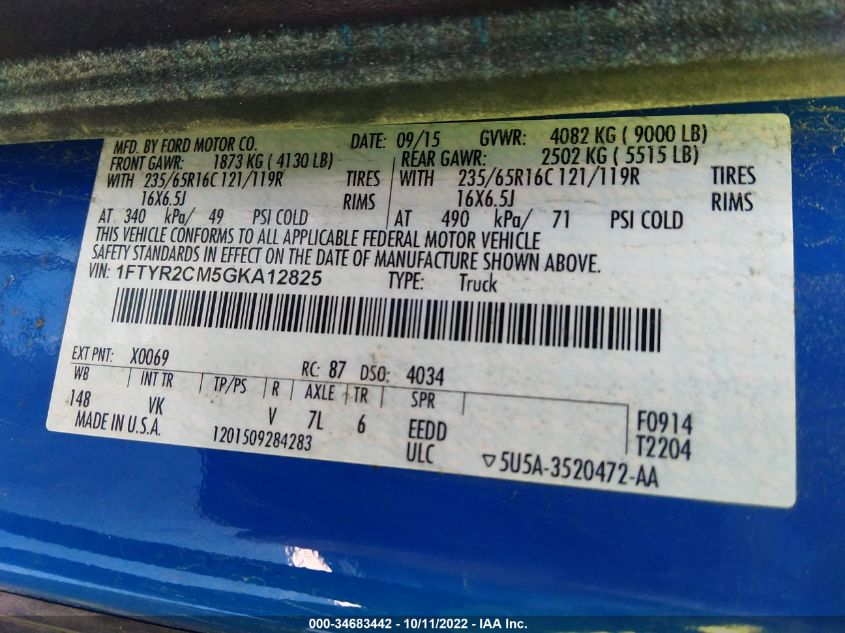 MFD. BY FORD MOTOR CO. DATE: 09/15 GVWR: 4082 KG ( 9000 LB)
FRONT GAWR: 1873 KG ( 4130 LB) REAR GAWR: 2502 KG ( 5515 LB)
WITH 235/65R16C 121/119R TIRES WITH 235/65R16C 121/119R TIRES
16X6.5J RIMS 16X6.5J RIMS
AT 340 kPa/ 49 PSI COLD AT 490 kPa/ 71 PSI COLD
THIS VEHICLE CONFORMS TO ALL APPLICABLE FEDERAL MOTOR VEHICLE
SAFETY STANDARDS IN EFFECT ON THE DATE OF MANUFACTURE SHOWN ABOVE.
VIN: 1FTYR2CM5GKA12825 TYPE: Truck
EXT PNT: X0069 RC: 87 DSO: 4034
WB INT TR TP/PS R AXLE TR SPR
148 VK V 7L 6 EEDD F0914
MADE IN U.S.A. 1201509284283 ULC T2204
▽5U5A-3520472-AA
000-34683442 - 10/11/2022 - IAA Inc.